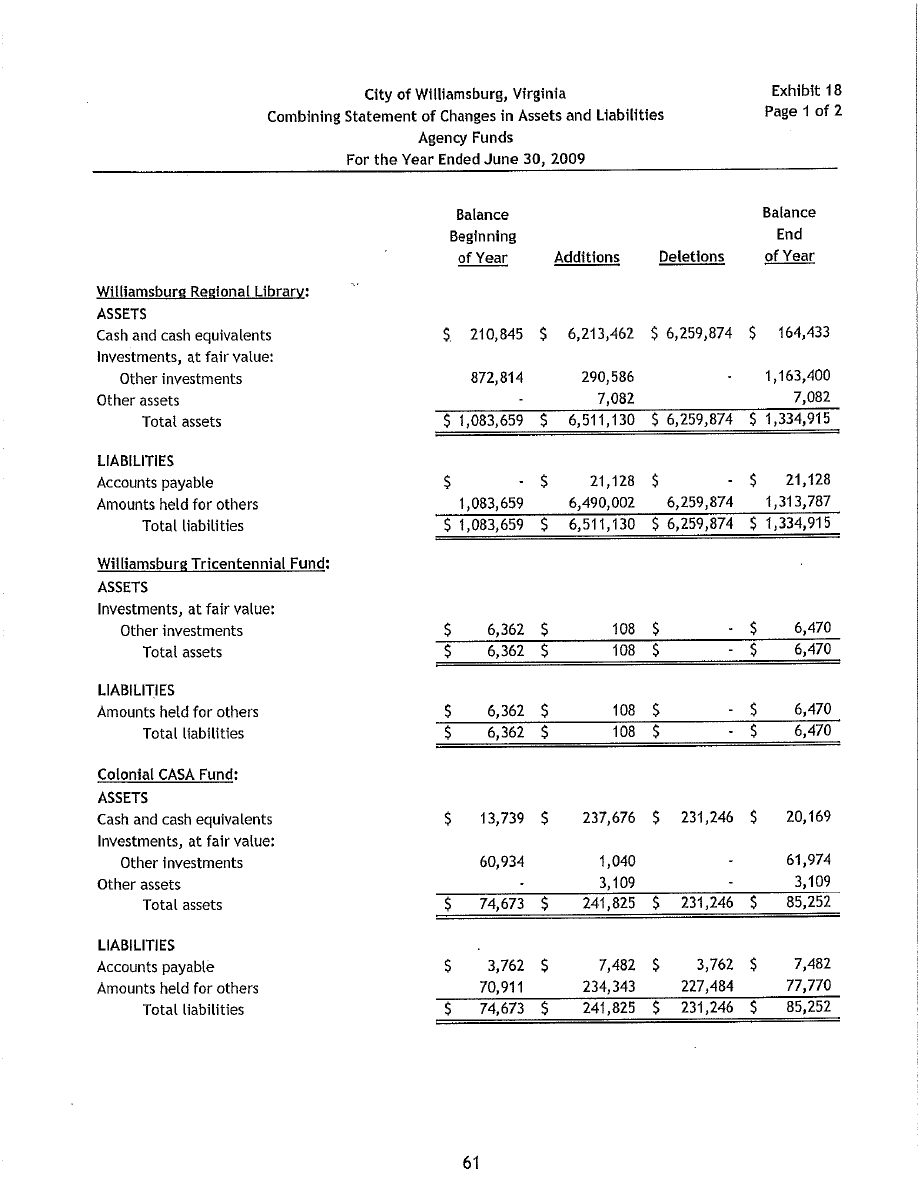 City of Williamsburg, Virginia Exhibit 18
Combining Statement of Changes in Assets and Liabilities Page 1 of 2
Agency Funds
For the Year Ended June 30, 2009
Balance Balance
Beginning End
of Year Additions Deletions of Year
Williamsburg Regional Library:
ASSETS
Cash and cash equivalents $ 210,845 $ 6,213,462 $ 6,259,874 $ 164,433
Investments, at fair value:
Other investments 872,814 290,586 - 1,163,400
Other assets - 7,082 7,082
Total assets $ 1,083,659 $ 6,511,130 $ 6,259,874 $ 1,334,915
LIABILITIES
Accounts payable $ - $ 21,128 $ - $ 21,128
Amounts held for others 1,083,659 6,490,002 6,259,874 1,313,787
Total liabilities $ 1,083,659 $ 6,511,130 $ 6,259,874 $ 1,334,915
Williamsburg Tricentennial Fund:
ASSETS
Investments, at fair value:
Other investments $ 6,362 $ 108 $ - $ 6,470
Total assets $ 6,362 $ 108 $ - $ 6,470
LIABILITIES
Amounts held for others $ 6,362 $ 108 $ - $ 6,470
Total liabilities $ 6,362 $ 108 $ - $ 6,470
Colonial CASA Fund:
ASSETS
Cash and cash equivalents $ 13,739 $ 237,676 $ 231,246 $ 20,169
Investments, at fair value:
Other investments 60,934 1,040 - 61,974
Other assets - 3,109 - 3,109
Total assets $ 74,673 $ 241,825 $ 231,246 $ 85,252
LIABILITIES
Accounts payable $ 3,762 $ 7,482 $ 3,762 $ 7,482
Amounts held for others 70,911 234,343 227,484 77,770
Total liabilities $ 74,673 $ 241,825 $ 231,246 $ 85,252
61